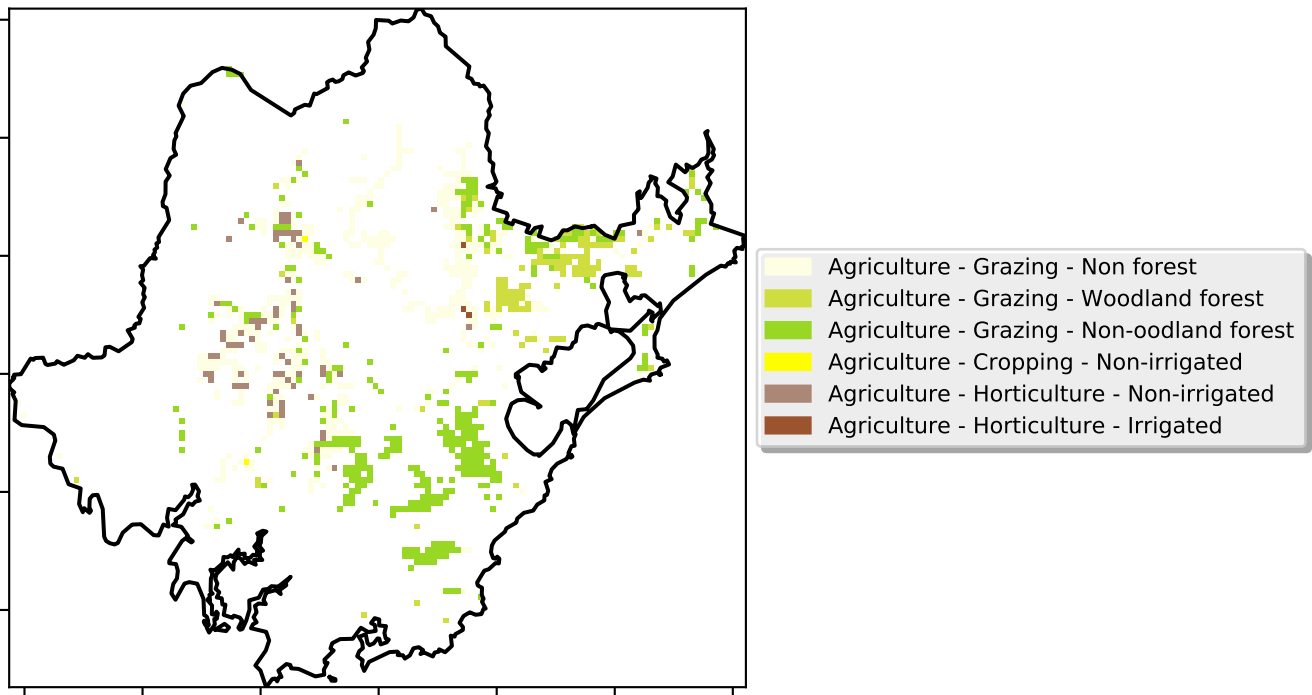 Agriculture - Grazing - Non forest
Agriculture - Grazing - Woodland forest
Agriculture - Grazing - Non-oodland forest
Agriculture - Cropping - Non-irrigated
Agriculture - Horticulture - Non-irrigated
Agriculture - Horticulture - Irrigated